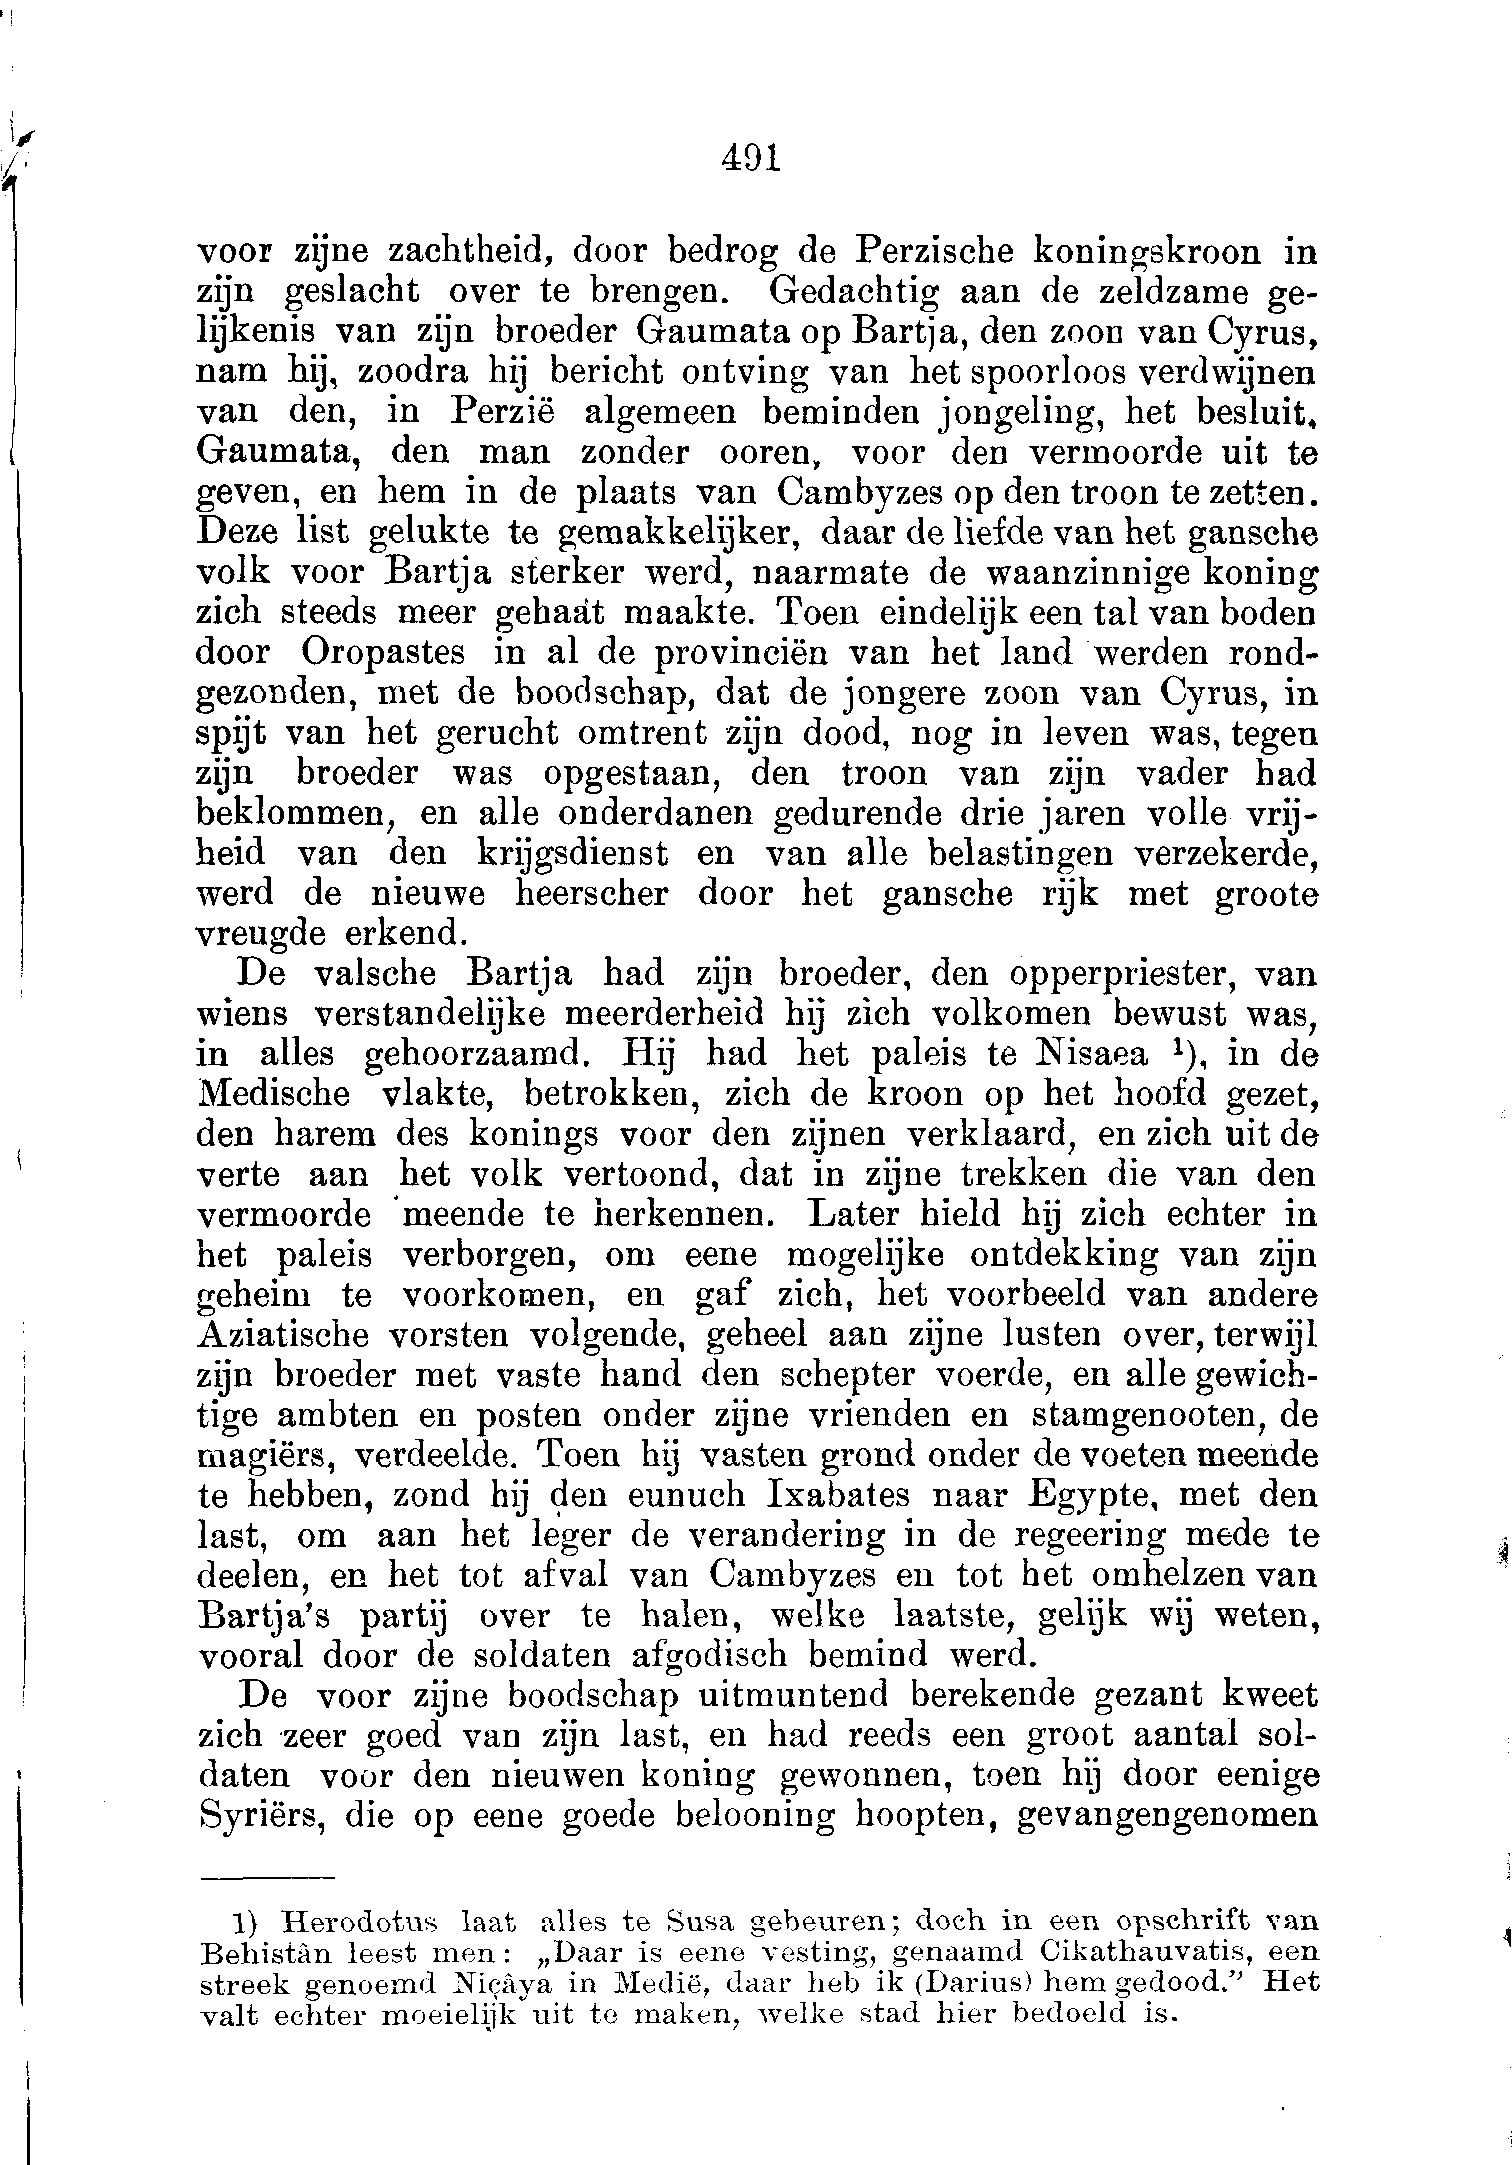 491
voor zijne zachtheid, door bedrog de Perzische koningskroon in
zijn geslacht over te brengen. Gedachtig aan de zeldzame ge-
lijkenis van zijn broeder Gaumata op Bartja, den zoon van Cyrus,
nam hij, zoodra hij bericht ontving van het spoorloos verdwijnen
van den, in Perzië algemeen beminden jongeling, het besluit,
Gaumata, den man zonder ooren, voor den vermoorde uit te
geven, en hem in de plaats van Cambyzes op den troon te zetten.
Deze list gelukte te gemakkelijker, daar de liefde van het gansche
volk voor Bartja sterker werd, naarmate de waanzinnige koning
zich steeds meer gehaat maakte. Toen eindelijk een tal van boden
door Oropastes in al de provinciën van het land werden rond-
gezonden, met de boodschap, dat de jongere zoon van Cyrus, in
spijt van het gerucht omtrent zijn dood, nog in leven was, tegen
zijn broeder was opgestaan, den troon van zijn vader had
beklommen, en alle onderdanen gedurende drie jaren volle vrij-
heid van den krijgsdienst en van alle belastingen verzekerde,
werd de nieuwe heerscher door het gansche rijk met groote
vreugde erkend.
De valsche Bartja had zijn broeder, den opperpriester, van
wiens verstandelijke meerderheid hij zich volkomen bewust was,
in alles gehoorzaamd. Hij had het paleis te Nisaea ¹), in de
Medische vlakte, betrokken, zich de kroon op het hoofd gezet,
den harem des konings voor den zijnen verklaard, en zich uit de
verte aan het volk vertoond, dat in zijne trekken die van den
vermoorde meende te herkennen. Later hield hij zich echter in
het paleis verborgen, om eene mogelijke ontdekking van zijn
geheim te voorkomen, en gaf zich, het voorbeeld van andere
Aziatische vorsten volgende, geheel aan zijne lusten over, terwijl
zijn broeder met vaste hand den schepter voerde, en alle gewich-
tige ambten en posten onder zijne vrienden en stamgenooten, de
magiërs, verdeelde. Toen hij vasten grond onder de voeten meende
te hebben, zond hij den eunuch Ixabates naar Egypte, met den
last, om aan het leger de verandering in de regeering mede te
deelen, en het tot afval van Cambyzes en tot het omhelzen van
Bartja's partij over te halen, welke laatste, gelijk wij weten,
vooral door de soldaten afgodisch bemind werd.
De voor zijne boodschap uitmuntend berekende gezant kweet
zich zeer goed van zijn last, en had reeds een groot aantal sol-
daten voor den nieuwen koning gewonnen, toen hij door eenige
Syriërs, die op eene goede belooning hoopten, gevangengenomen
1) Herodotus laat alles te Susa gebeuren; doch in een opschrift van
Behistân leest men: „Daar is eene vesting, genaamd Cikathauvatis, een
streek genoemd Niçâya in Medië, daar heb ik (Darius) hem gedood.” Het
valt echter moeielijk uit te maken, welke stad hier bedoeld is.